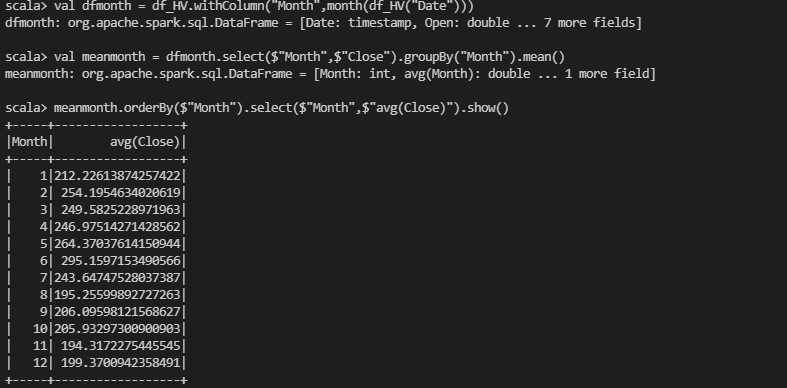 scala> val dfmonth = df_HV.withColumn("Month",month(df_HV("Date")))
dfmonth: org.apache.spark.sql.DataFrame = [Date: timestamp, Open: double ... 7 more fields]
scala> val meanmonth = dfmonth.select($"Month",$"Close").groupBy("Month").mean()
meanmonth: org.apache.spark.sql.DataFrame = [Month: int, avg(Month): double ... 1 more field]
scala> meanmonth.orderBy($"Month").select($"Month",$"avg(Close)").show()
+-----+------------------+
|Month|        avg(Close)|
+-----+------------------+
|    1|212.22613874257422|
|    2| 254.1954634020619|
|    3| 249.5825228971963|
|    4|246.97514271428562|
|    5|264.37037614150944|
|    6| 295.1597153490566|
|    7|243.64747528037387|
|    8|195.25599892727263|
|    9|206.09598121568627|
|   10|205.93297300900903|
|   11| 194.3172275445545|
|   12| 199.3700942358491|
+-----+------------------+